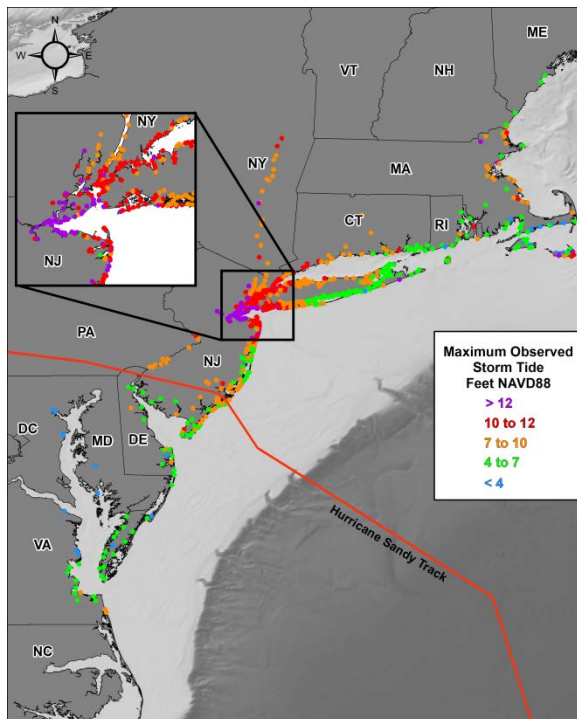 N
W E
S
ME
VT
NH
NY
NY
MA
CT
RI
NJ
PA
NJ
Maximum Observed
Storm Tide
Feet NAVD88
> 12
10 to 12
7 to 10
4 to 7
< 4
DC
MD
DE
VA
Hurricane Sandy Track
NC